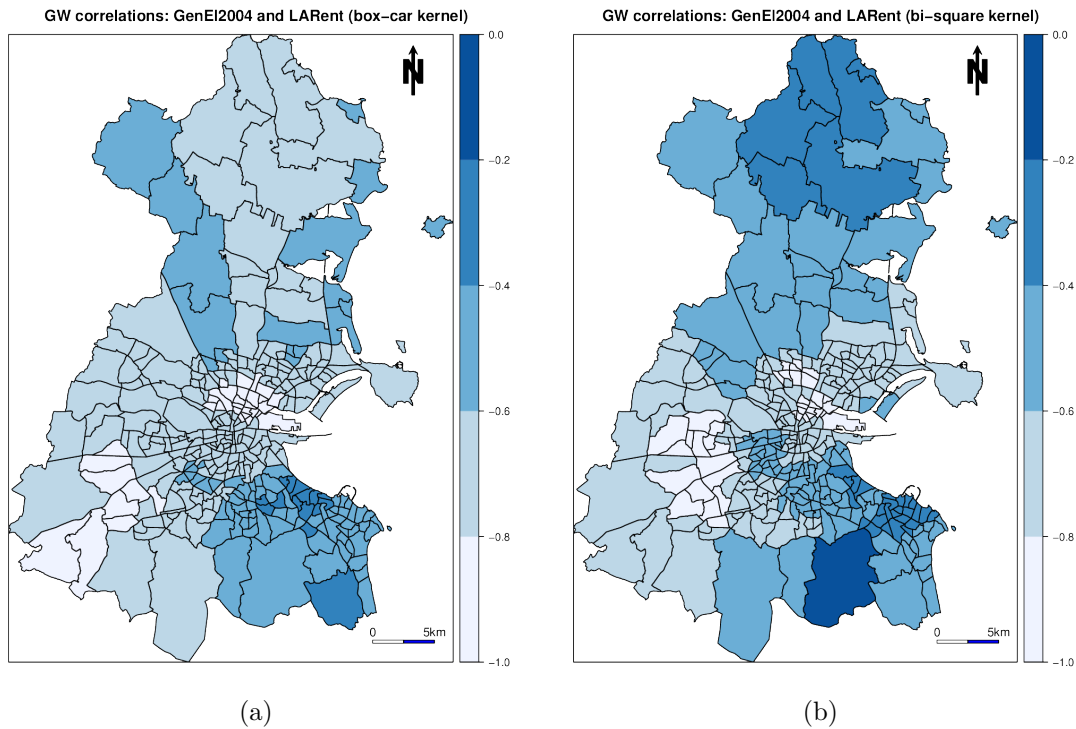 GW correlations: GenEl2004 and LARent (box−car kernel)
N
0.0
−0.2
−0.4
−0.6
−0.8
−1.0
0 5km
(a)
GW correlations: GenEl2004 and LARent (bi−square kernel)
N
0.0
−0.2
−0.4
−0.6
−0.8
−1.0
0 5km
(b)